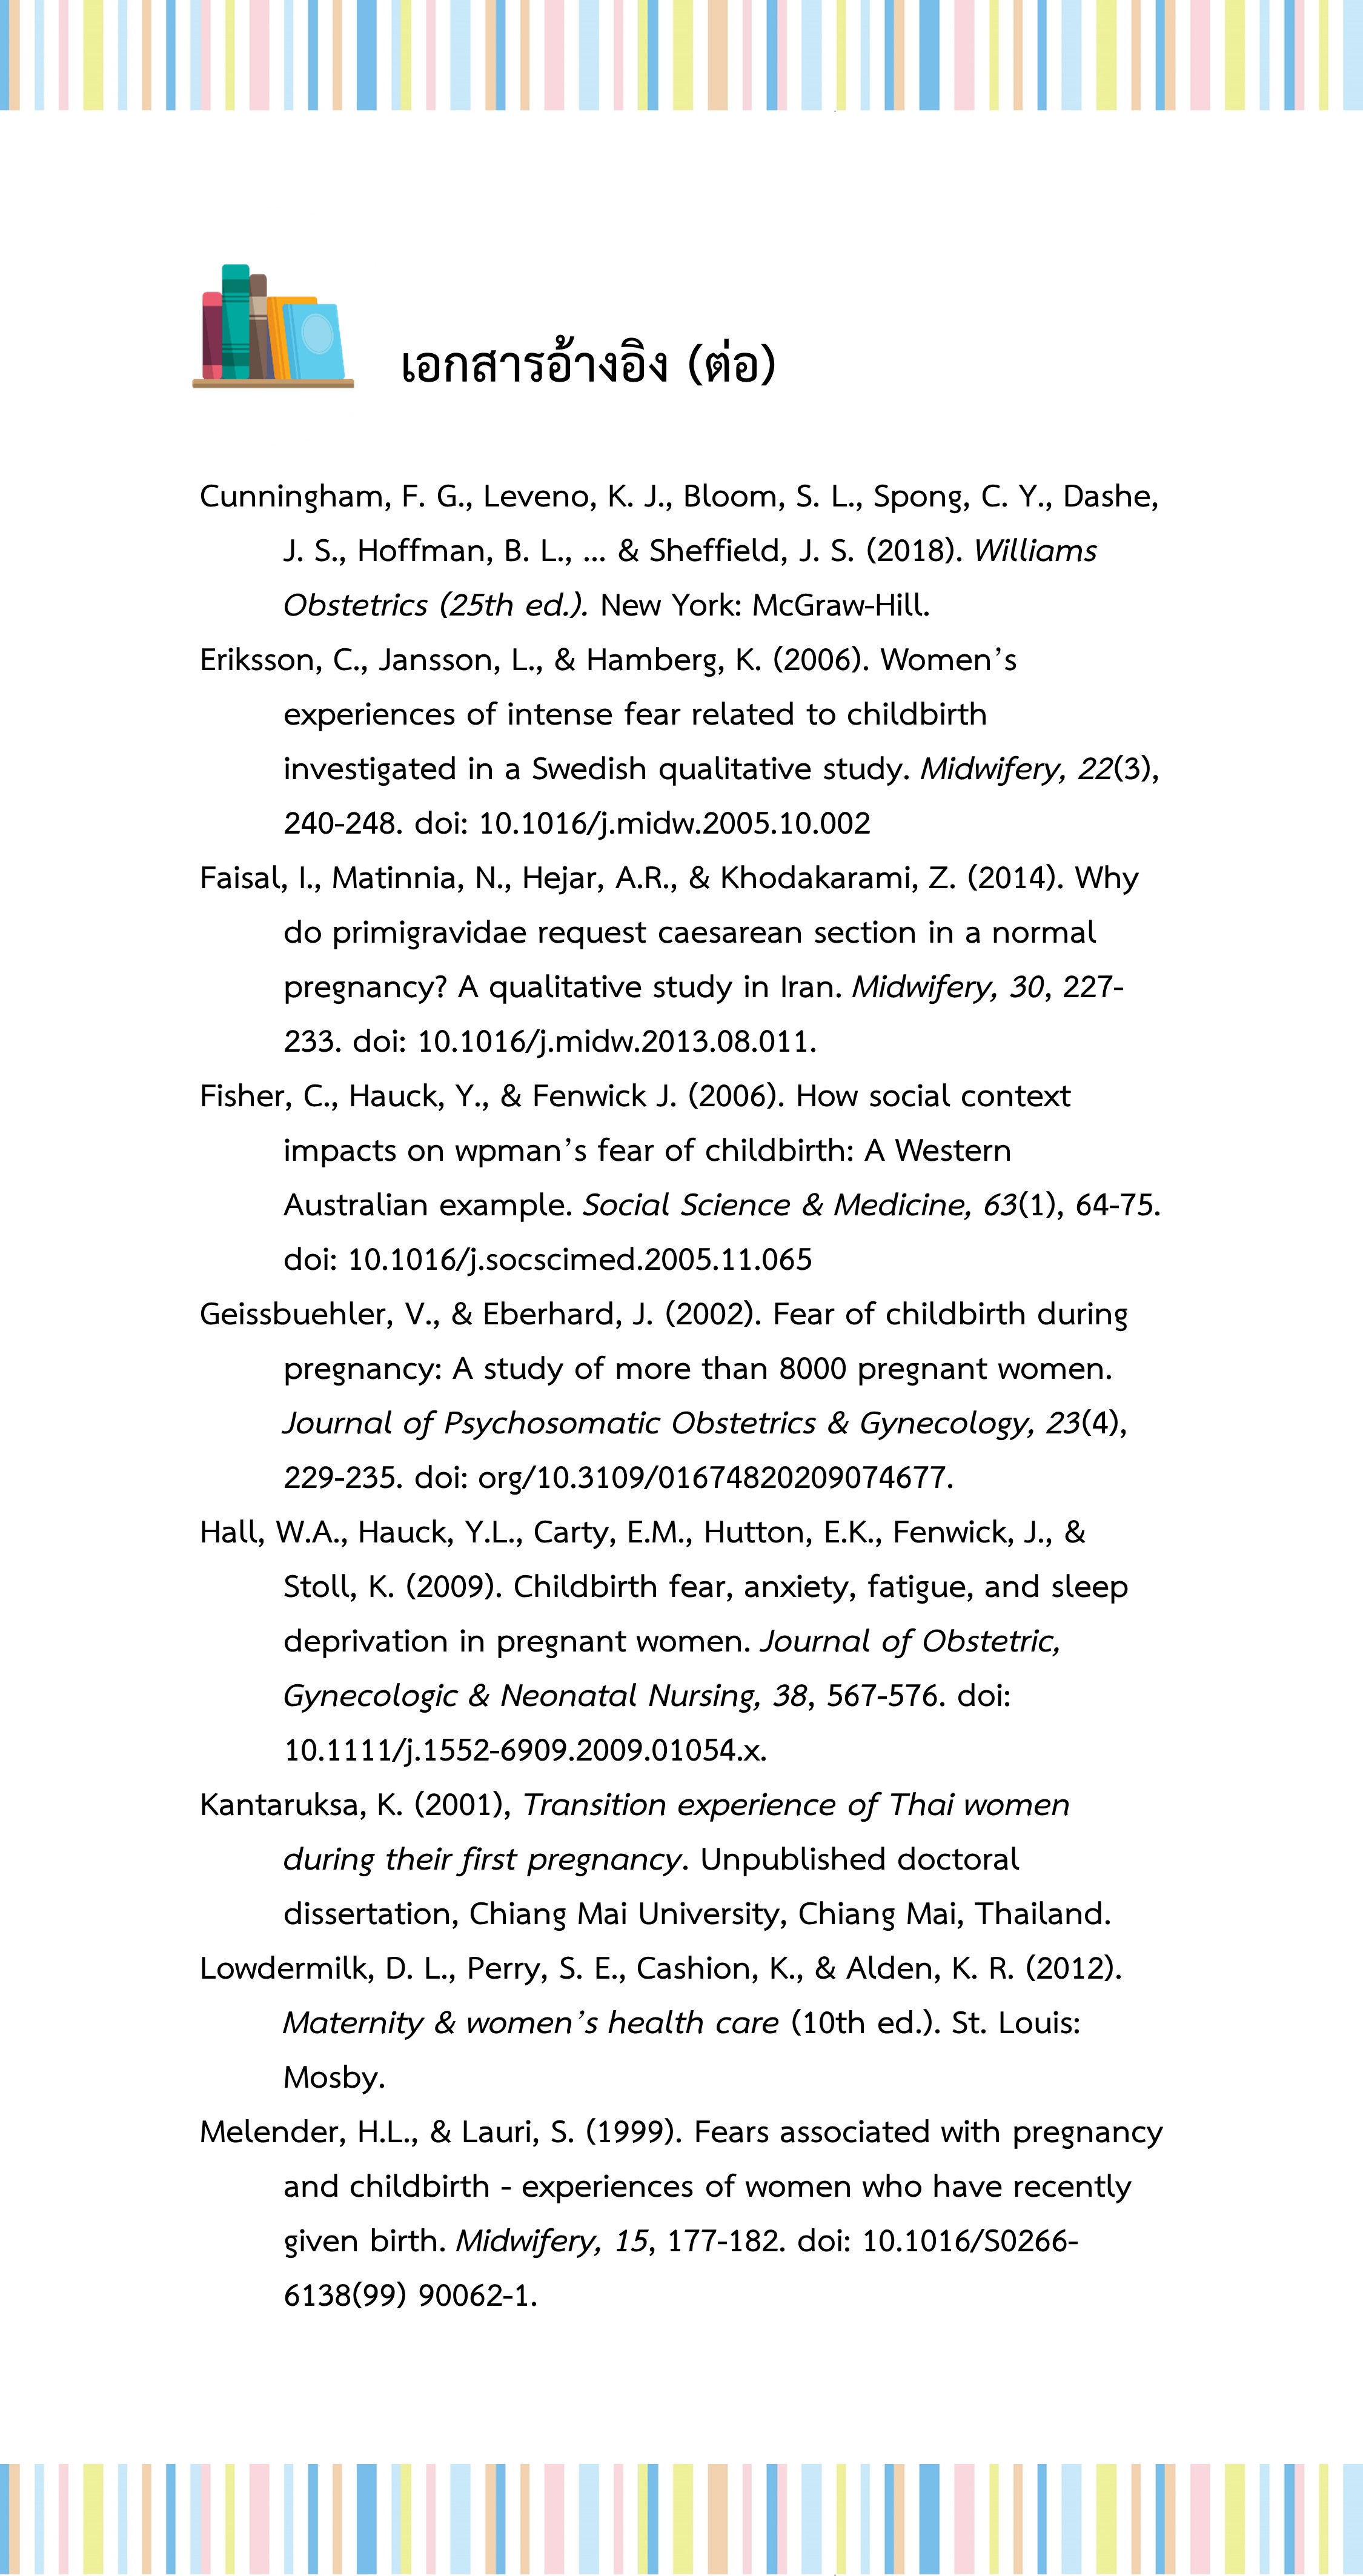 เอกสารอ้างอิง (ต่อ)
Cunningham, F. G., Leveno, K. J., Bloom, S. L., Spong, C. Y., Dashe,
J. S., Hoffman, B. L., ... & Sheffield, J. S. (2018). Williams
Obstetrics (25th ed.). New York: McGraw-Hill.
Eriksson, C., Jansson, L., & Hamberg, K. (2006). Women’s
experiences of intense fear related to childbirth
investigated in a Swedish qualitative study. Midwifery, 22(3),
240-248. doi: 10.1016/j.midw.2005.10.002
Faisal, I., Matinnia, N., Hejar, A.R., & Khodakarami, Z. (2014). Why
do primigravidae request caesarean section in a normal
pregnancy? A qualitative study in Iran. Midwifery, 30, 227-
233. doi: 10.1016/j.midw.2013.08.011.
Fisher, C., Hauck, Y., & Fenwick J. (2006). How social context
impacts on wpman’s fear of childbirth: A Western
Australian example. Social Science & Medicine, 63(1), 64-75.
doi: 10.1016/j.socscimed.2005.11.065
Geissbuehler, V., & Eberhard, J. (2002). Fear of childbirth during
pregnancy: A study of more than 8000 pregnant women.
Journal of Psychosomatic Obstetrics & Gynecology, 23(4),
229-235. doi: org/10.3109/01674820209074677.
Hall, W.A., Hauck, Y.L., Carty, E.M., Hutton, E.K., Fenwick, J., &
Stoll, K. (2009). Childbirth fear, anxiety, fatigue, and sleep
deprivation in pregnant women. Journal of Obstetric,
Gynecologic & Neonatal Nursing, 38, 567-576. doi:
10.1111/j.1552-6909.2009.01054.x.
Kantaruksa, K. (2001), Transition experience of Thai women
during their first pregnancy. Unpublished doctoral
dissertation, Chiang Mai University, Chiang Mai, Thailand.
Lowdermilk, D. L., Perry, S. E., Cashion, K., & Alden, K. R. (2012).
Maternity & women’s health care (10th ed.). St. Louis:
Mosby.
Melender, H.L., & Lauri, S. (1999). Fears associated with pregnancy
and childbirth - experiences of women who have recently
given birth. Midwifery, 15, 177-182. doi: 10.1016/S0266-
6138(99) 90062-1.